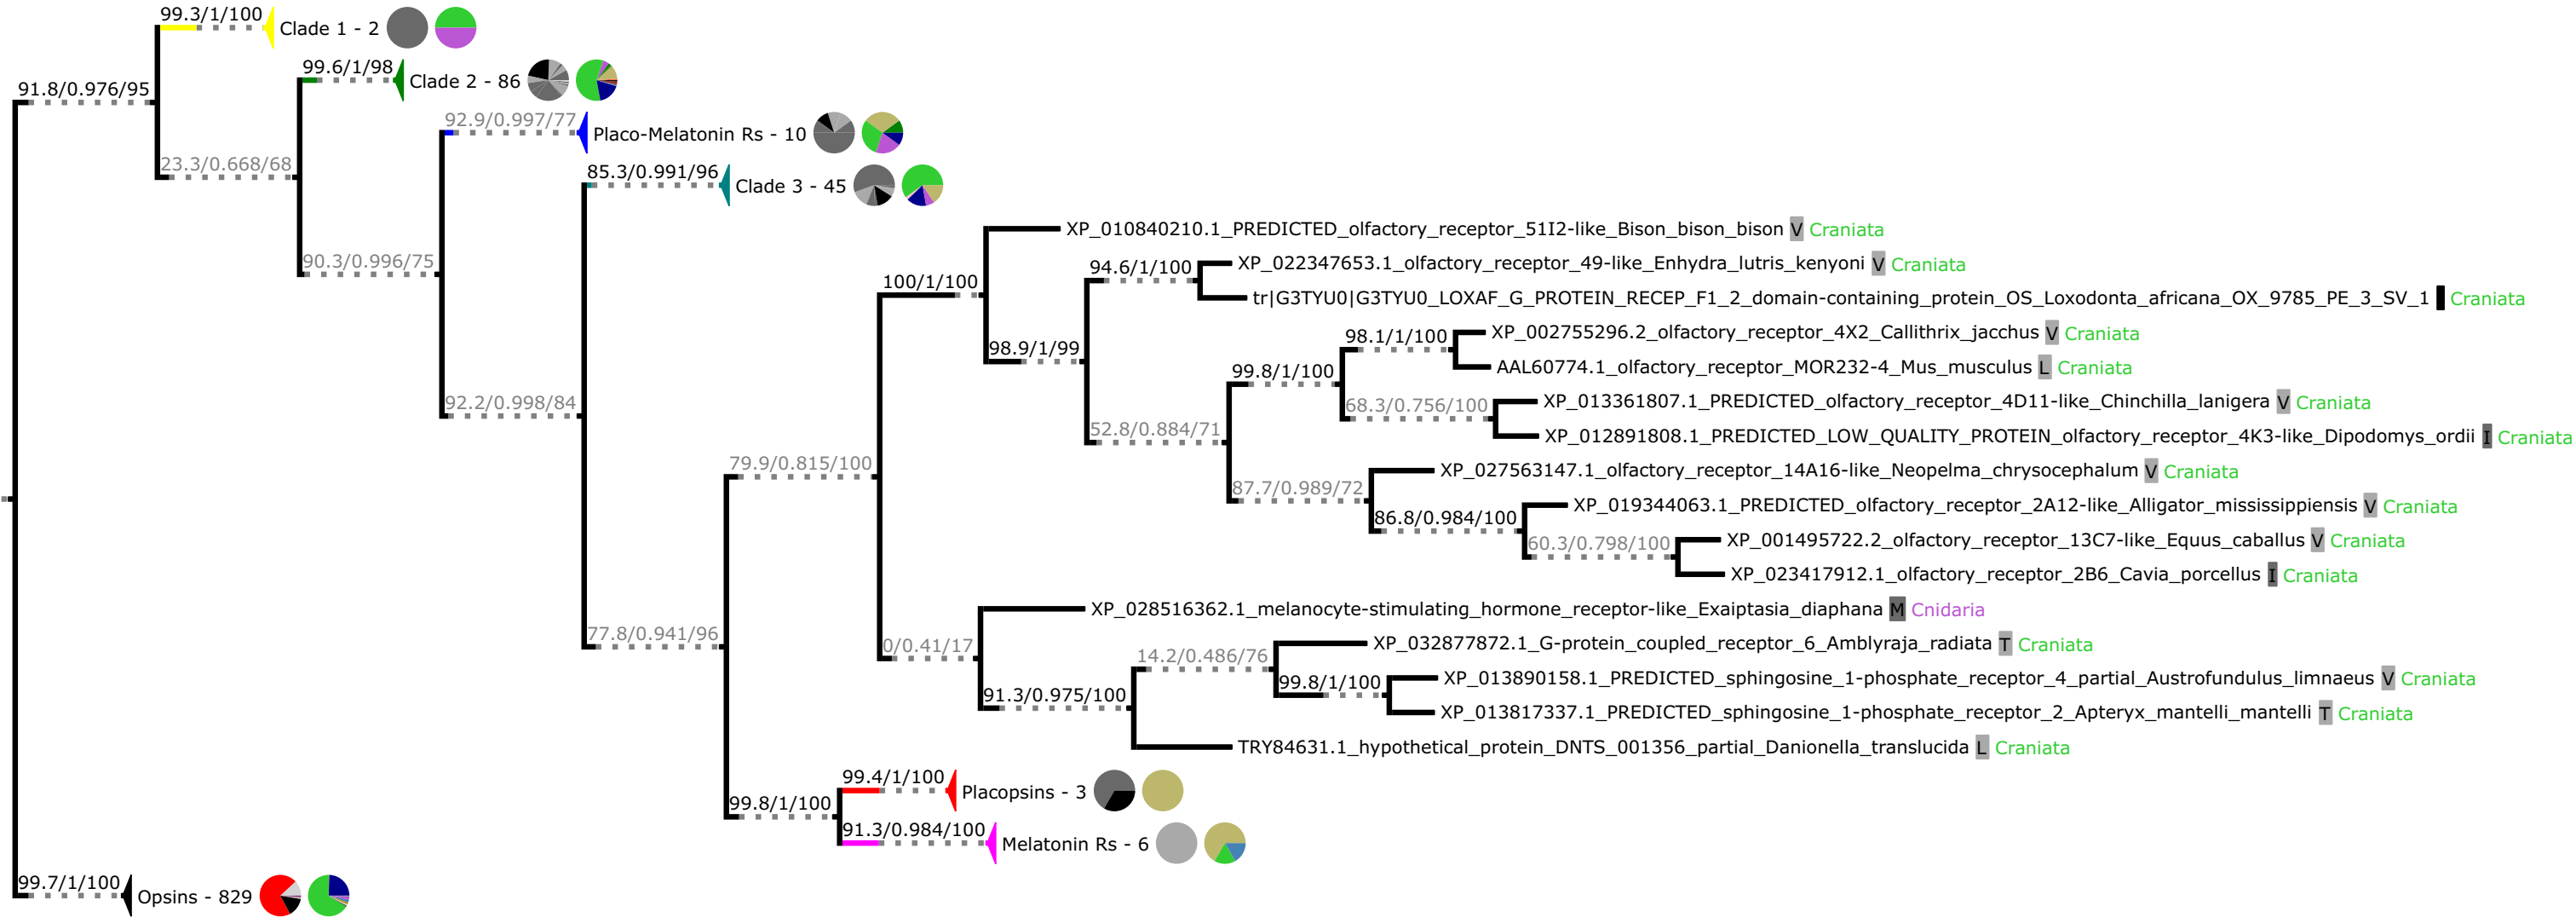 99.3/1/100
Clade 1 - 2
99.6/1/98
Clade 2 - 86
91.8/0.976/95
92.9/0.997/77
Placo-Melatonin Rs - 10
23.3/0.668/68
85.3/0.991/96
Clade 3 - 45
XP_010840210.1_PREDICTED_olfactory_receptor_51I2-like_Bison_bison_bison V Craniata
90.3/0.996/75
94.6/1/100
XP_022347653.1_olfactory_receptor_49-like_Enhydra_lutris_kenyoni V Craniata
100/1/100
tr|G3TYU0|G3TYU0_LOXAF_G_PROTEIN_RECEP_F1_2_domain-containing_protein_OS_Loxodonta_africana_OX_9785_PE_3_SV_1 Craniata
98.1/1/100
XP_002755296.2_olfactory_receptor_4X2_Callithrix_jacchus V Craniata
98.9/1/99
99.8/1/100
AAL60774.1_olfactory_receptor_MOR232-4_Mus_musculus L Craniata
92.2/0.998/84
68.3/0.756/100
XP_013361807.1_PREDICTED_olfactory_receptor_4D11-like_Chinchilla_lanigera V Craniata
52.8/0.884/71
XP_012891808.1_PREDICTED_LOW_QUALITY_PROTEIN_olfactory_receptor_4K3-like_Dipodomys_ordii I Craniata
79.9/0.815/100
XP_027563147.1_olfactory_receptor_14A16-like_Neopelma_chrysocephalum V Craniata
87.7/0.989/72
XP_019344063.1_PREDICTED_olfactory_receptor_2A12-like_Alligator_mississippiensis V Craniata
86.8/0.984/100
XP_001495722.2_olfactory_receptor_13C7-like_Equus_caballus V Craniata
60.3/0.798/100
XP_023417912.1_olfactory_receptor_2B6_Cavia_porcellus I Craniata
XP_028516362.1_melanocyte-stimulating_hormone_receptor-like_Exaiptasia_diaphana M Cnidaria
77.8/0.941/96
0/0.41/17
XP_032877872.1_G-protein_coupled_receptor_6_Amblyraja_radiata T Craniata
14.2/0.486/76
XP_013890158.1_PREDICTED_sphingosine_1-phosphate_receptor_4_partial_Austrofundulus_limnaeus V Craniata
99.8/1/100
91.3/0.975/100
XP_013817337.1_PREDICTED_sphingosine_1-phosphate_receptor_2_Apteryx_mantelli_mantelli T Craniata
TRY84631.1_hypothetical_protein_DNTS_001356_partial_Danionella_translucida L Craniata
99.4/1/100
Placopsins - 3
99.8/1/100
91.3/0.984/100
Melatonin Rs - 6
99.7/1/100
Opsins - 829